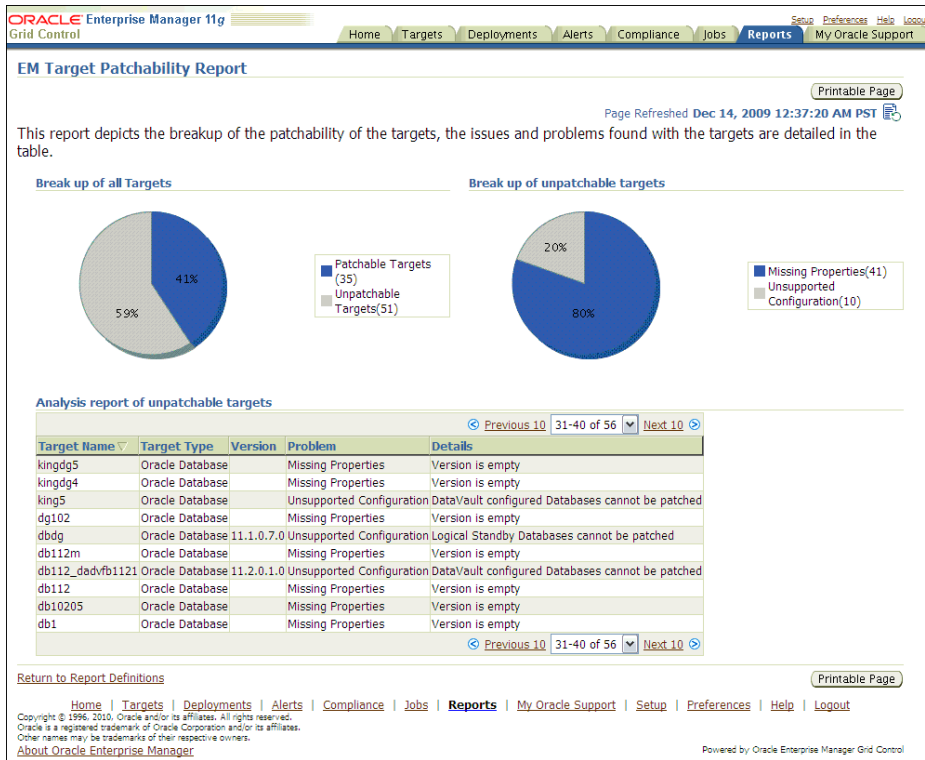 ORACLE Enterprise Manager 11g
Grid Control
Setup Preferences Help Logout
Home Targets Deployments Alerts Compliance Jobs Reports My Oracle Support
EM Target Patchability Report
Printable Page
Page Refreshed Dec 14, 2009 12:37:20 AM PST
This report depicts the breakup of the patchability of the targets, the issues and problems found with the targets are detailed in the
table.
Break up of all Targets
41%
59%
Patchable Targets
(35)
Unpatchable
Targets(51)
Break up of unpatchable targets
20%
80%
Missing Properties(41)
Unsupported
Configuration(10)
Analysis report of unpatchable targets
Previous 10 31-40 of 56 Next 10
Target Name Target Type Version Problem Details
kingdg5 Oracle Database Missing Properties Version is empty
kingdg4 Oracle Database Missing Properties Version is empty
king5 Oracle Database Unsupported Configuration DataVault configured Databases cannot be patched
dg102 Oracle Database Missing Properties Version is empty
dbdg Oracle Database 11.1.0.7.0 Unsupported Configuration Logical Standby Databases cannot be patched
db112m Oracle Database Missing Properties Version is empty
db112_dadvfb1121 Oracle Database 11.2.0.1.0 Unsupported Configuration DataVault configured Databases cannot be patched
db112 Oracle Database Missing Properties Version is empty
db10205 Oracle Database Missing Properties Version is empty
db1 Oracle Database Missing Properties Version is empty
Previous 10 31-40 of 56 Next 10
Return to Report Definitions
Printable Page
Home | Targets | Deployments | Alerts | Compliance | Jobs | Reports | My Oracle Support | Setup | Preferences | Help | Logout
Copyright © 1996, 2010, Oracle and/or its affiliates. All rights reserved.
Oracle is a registered trademark of Oracle Corporation and/or its affiliates.
Other names may be trademarks of their respective owners.
About Oracle Enterprise Manager
Powered by Oracle Enterprise Manager Grid Control